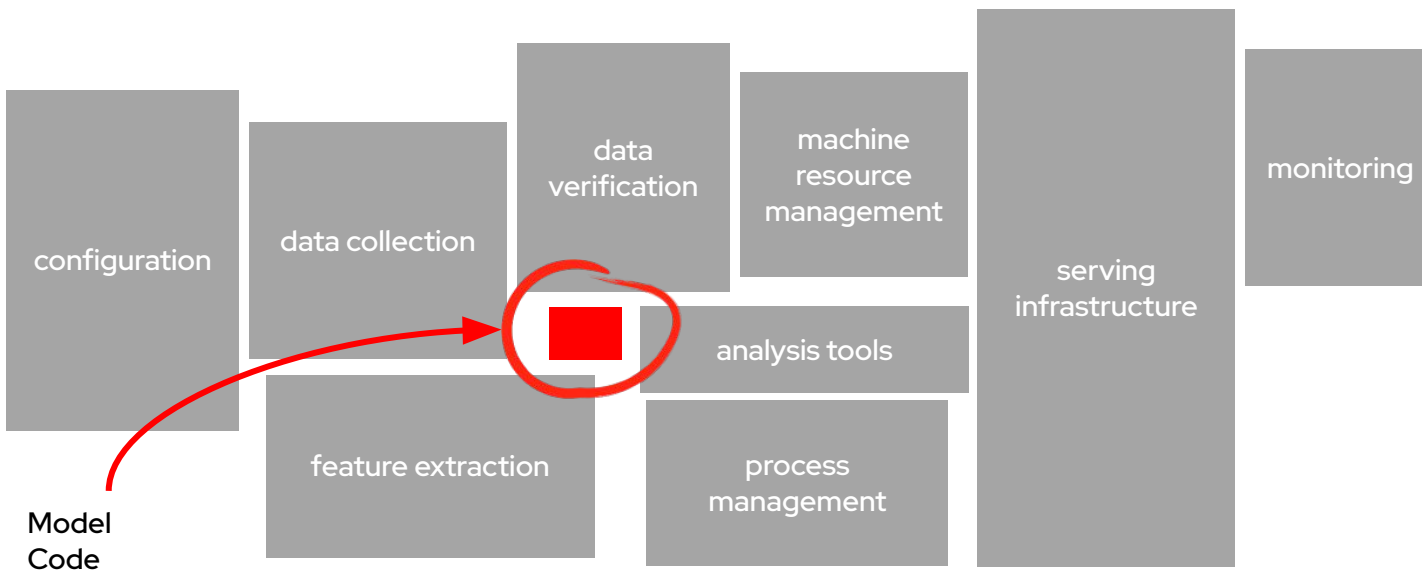 configuration
data collection
data
verification
machine
resource
management
serving
infrastructure
monitoring
analysis tools
feature extraction
process
management
Model
Code